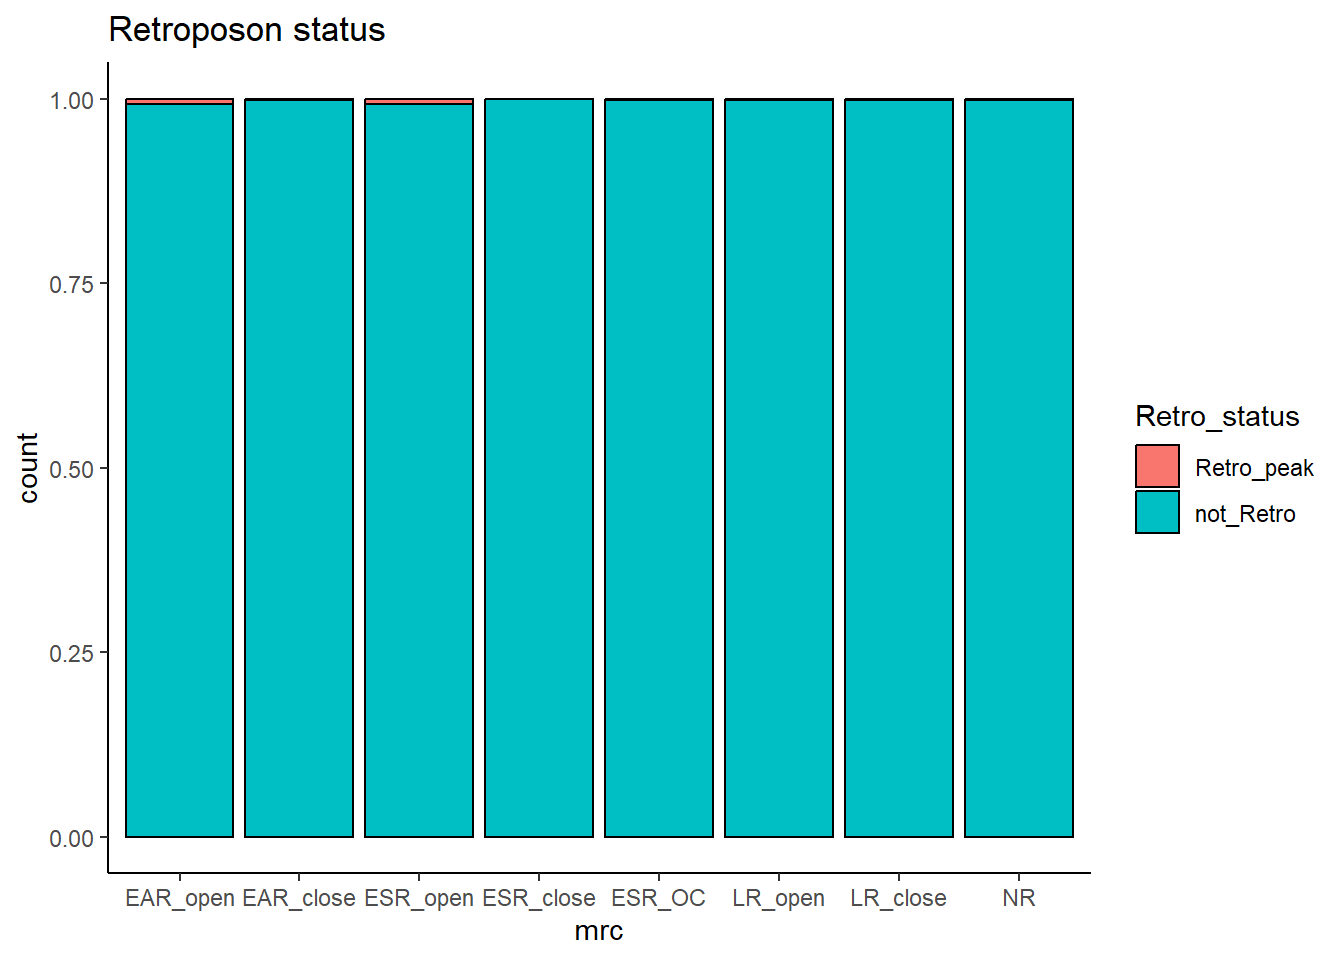 Retroposon status
1.00
0.75
0.50
0.25
0.00
count
EAR_open EAR_close ESR_open ESR_close ESR_OC LR_open LR_close NR
mrc
Retro_status
Retro_peak
not_Retro